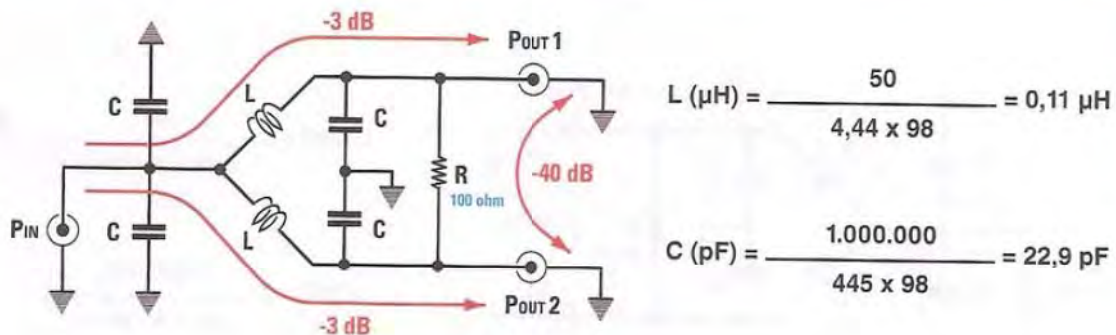 -3 dB
POUT 1
C
L
C
PIN
C
L
C
R
100 ohm
-40 dB
POUT 2
-3 dB
L (µH) = 50 / 4,44 x 98 = 0,11 µH
C (pF) = 1.000.000 / 445 x 98 = 22,9 pF